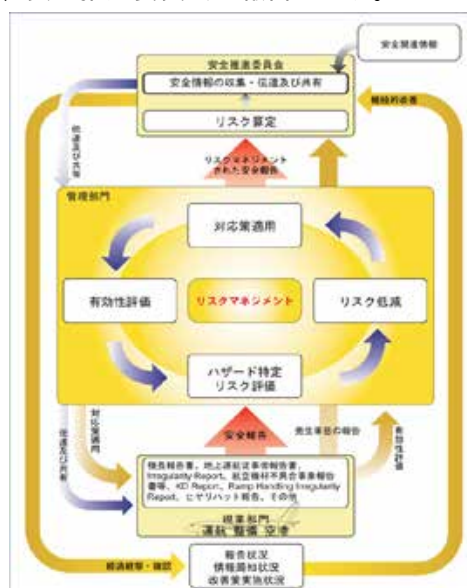 安全関連情報
安全推進委員会
安全情報の収集・伝達及び共有
リスク算定
継続的改善
伝達及び共有
リスクマネジメント
された安全報告
管理部門
対応策適用
有効性評価
リスクマネジメント
リスク低減
ハザード特定
リスク評価
対応策適用
伝達及び共有
安全報告
発生事態の報告
有効性評価
機長報告書、地上運航従事者報告書、
Irregularity Report、航空機材不具合事象報告
書等、KD Report、Ramp Handling Irregularity
Report、ヒヤリハット報告、その他
現業部門
運航 整備 空港
経過観察・確認
報告状況
情報周知状況
改善策実施状況